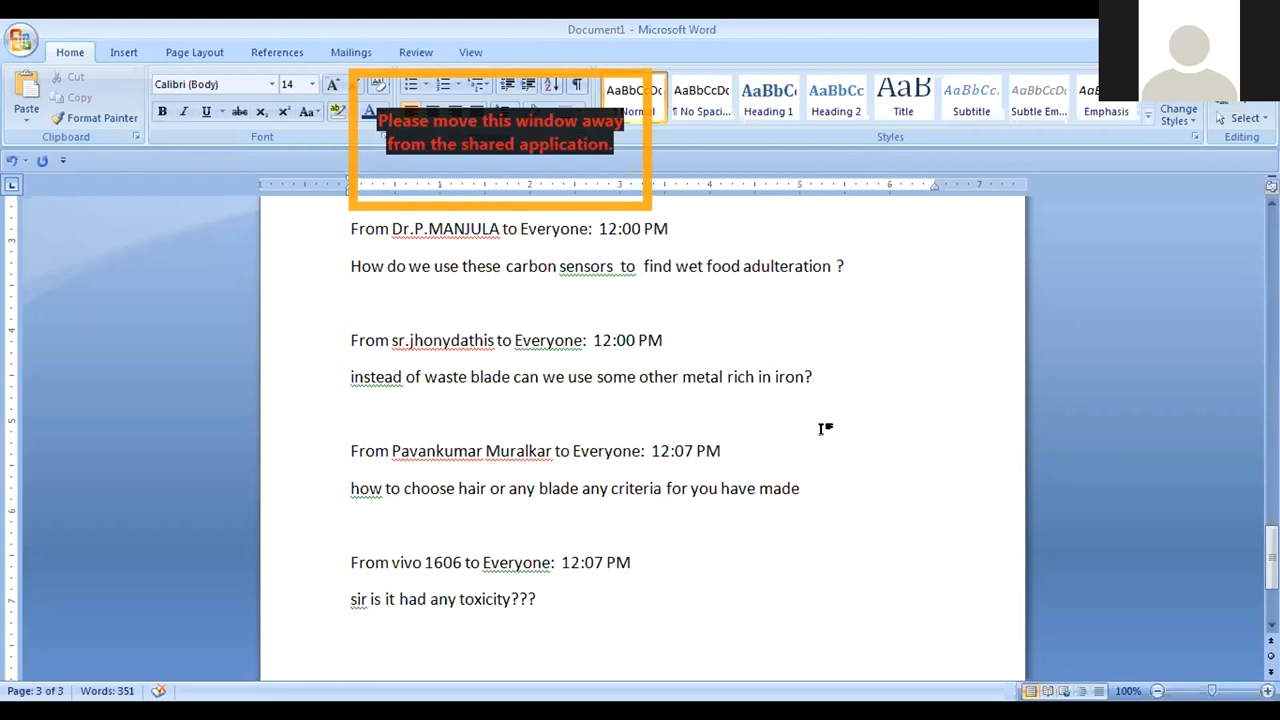 Document1 - Microsoft Word
Home Insert Page Layout References Mailings Review View
Cut
Copy
Format Painter
Paste
Clipboard
Calibri (Body) 14
Font
AaBbCcDc AaBbCcDc AaBbC AaBbCc AaB AaBbCc. AaBbCcDc AaBbCcDc
Normal ¶ No Spaci... Heading 1 Heading 2 Title Subtitle Subtle Em... Emphasis
Styles
Change
Styles
Select
Editing
Please move this window away
from the shared application.
From Dr.P.MANJULA to Everyone: 12:00 PM
How do we use these carbon sensors to find wet food adulteration ?
From sr.jhonydathis to Everyone: 12:00 PM
instead of waste blade can we use some other metal rich in iron?
From Pavankumar Muralkar to Everyone: 12:07 PM
how to choose hair or any blade any criteria for you have made
From vivo 1606 to Everyone: 12:07 PM
sir is it had any toxicity???
Page: 3 of 3 Words: 351 100%